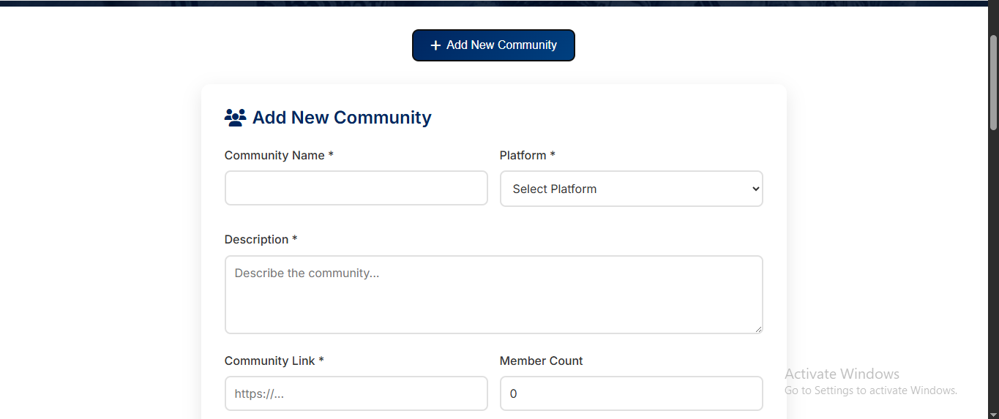 + Add New Community
Add New Community
Community Name * Platform *
Select Platform
Description *
Describe the community...
Community Link * Member Count
https://... 0
Activate Windows
Go to Settings to activate Windows.